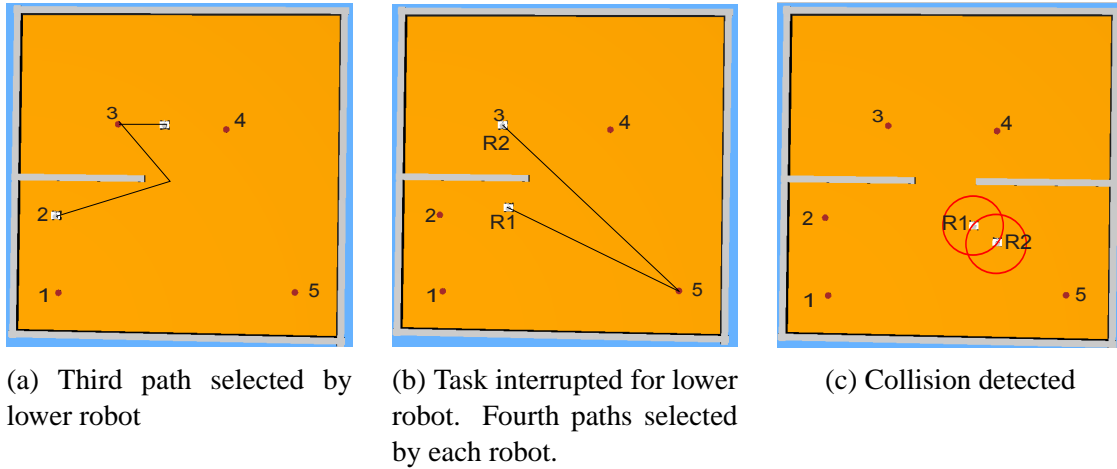 3
4
2
1
5
3
R2
4
2
R1
1
5
3
4
2
R1
R2
1
5
(a) Third path selected by
lower robot
(b) Task interrupted for lower
robot. Fourth paths selected
by each robot.
(c) Collision detected